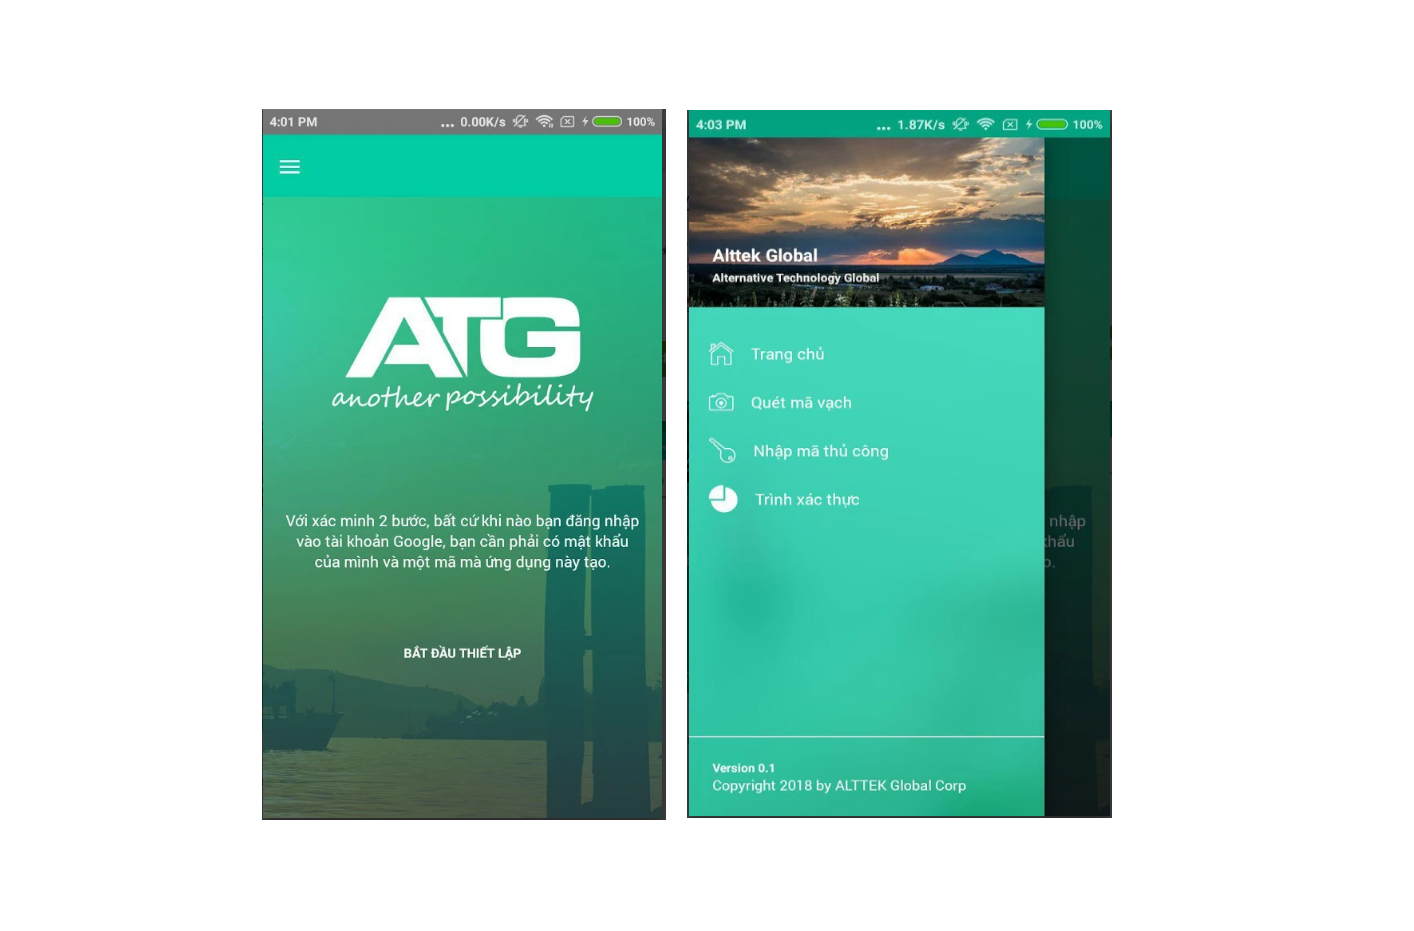 4:01 PM
... 0.00K/s
100%
ATG
another possibility
Với xác minh 2 bước, bất cứ khi nào bạn đăng nhập
vào tài khoản Google, bạn cần phải có mật khẩu
của mình và một mã mà ứng dụng này tạo.
BẮT ĐẦU THIẾT LẬP
4:03 PM
... 1.87K/s
100%
Alttek Global
Alternative Technology Global
Trang chủ
Quét mã vạch
Nhập mã thủ công
Trình xác thực
nhập
khẩu
o.
Version 0.1
Copyright 2018 by ALTTEK Global Corp